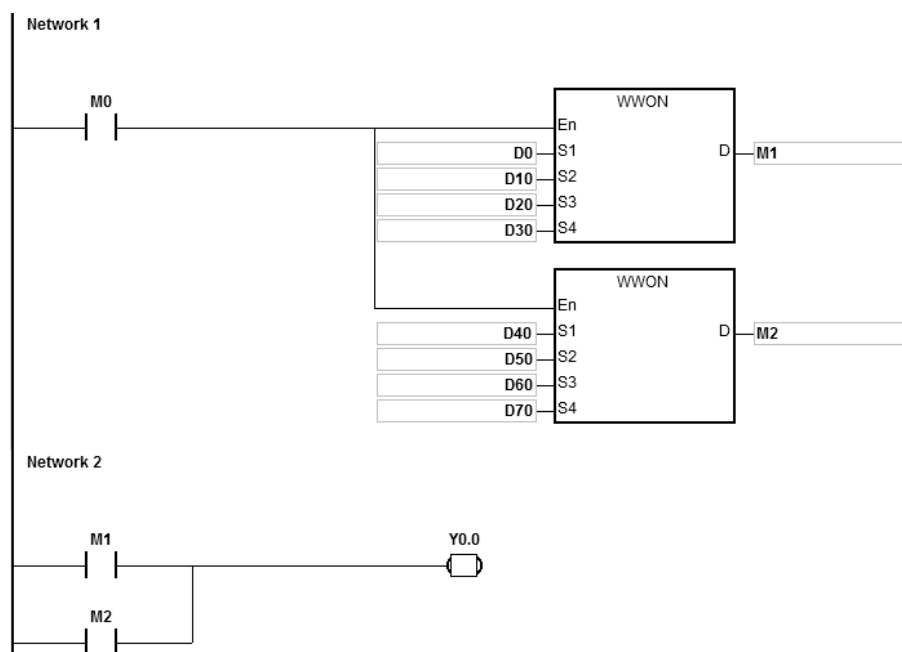 Network 1
M0
WWON
En
D0 S1 D M1
D10 S2
D20 S3
D30 S4
WWON
En
D40 S1 D M2
D50 S2
D60 S3
D70 S4
Network 2
M1 Y0.0
M2